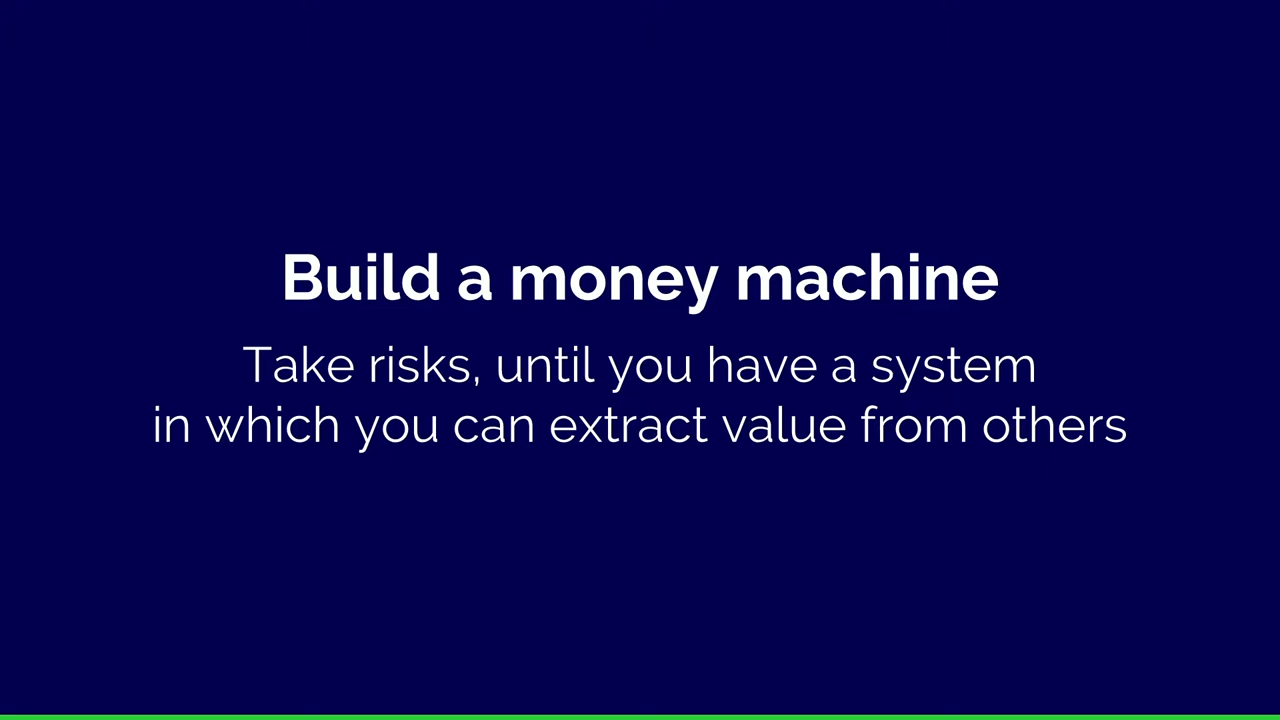 Build a money machine
Take risks, until you have a system
in which you can extract value from others